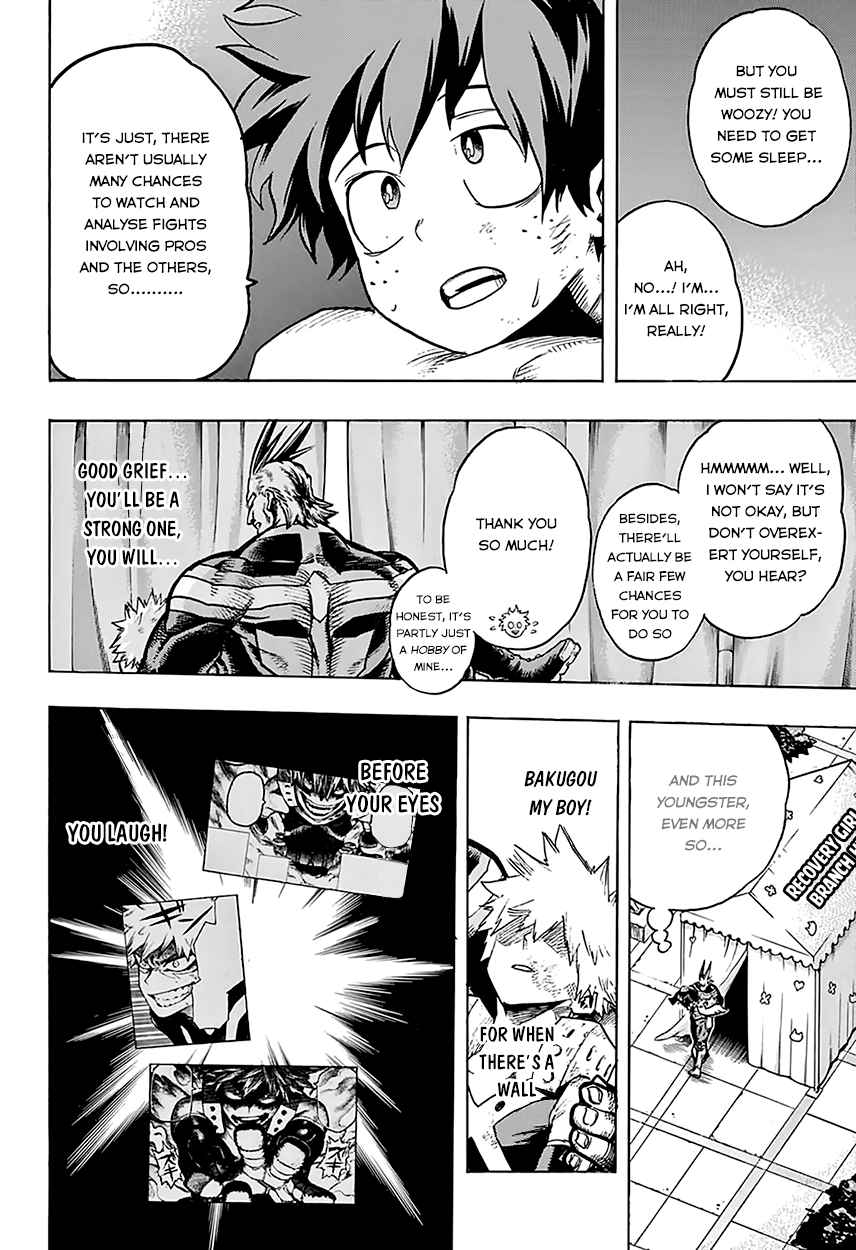 BUT YOU
MUST STILL BE
WOOZY! YOU
NEED TO GET
SOME SLEEP...
AH,
NO...! I'M...
I'M ALL RIGHT,
REALLY!
IT'S JUST, THERE
AREN'T USUALLY
MANY CHANCES
TO WATCH AND
ANALYSE FIGHTS
INVOLVING PROS
AND THE OTHERS,
SO..........
HMMMMM... WELL,
I WON'T SAY IT'S
NOT OKAY, BUT
DON'T OVEREX-
ERT YOURSELF,
YOU HEAR?
BESIDES,
THERE'LL
ACTUALLY BE
A FAIR FEW
CHANCES
FOR YOU TO
DO SO
THANK YOU
SO MUCH!
TO BE
HONEST, IT'S
PARTLY JUST
A HOBBY OF
MINE...
GOOD GRIEF...
YOU'LL BE A
STRONG ONE,
YOU WILL...
AND THIS
YOUNGSTER,
EVEN MORE
SO...
RECOVERY GIRL
BRANCH
BAKUGOU
MY BOY!
FOR WHEN
THERE'S A
WALL
BEFORE
YOUR EYES
YOU LAUGH!